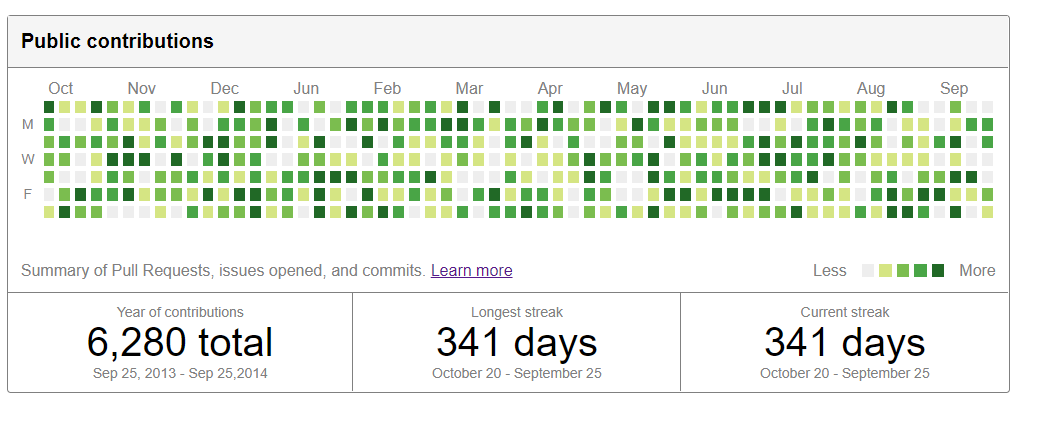 Public contributions
Oct Nov Dec Jun Feb Mar Apr May Jun Jul Aug Sep
M
W
F
Summary of Pull Requests, issues opened, and commits. Learn more Less More
Year of contributions Longest streak Current streak
6,280 total 341 days 341 days
Sep 25, 2013 - Sep 25,2014 October 20 - September 25 October 20 - September 25